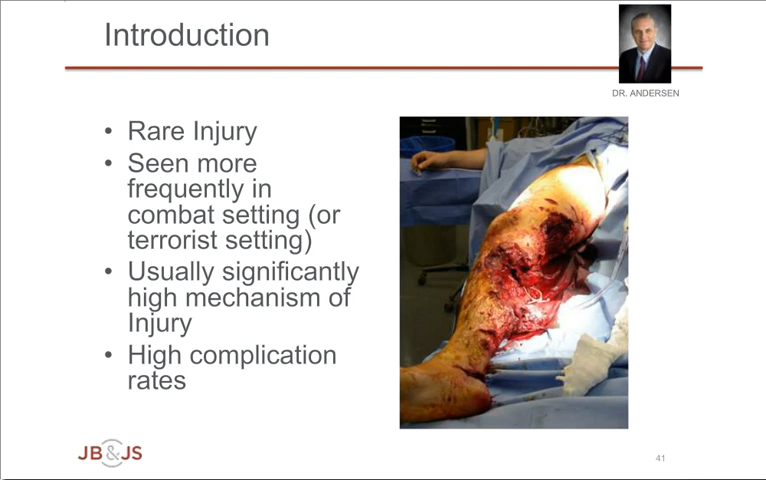 Introduction
DR. ANDERSEN
• Rare Injury
• Seen more
frequently in
combat setting (or
terrorist setting)
• Usually significantly
high mechanism of
Injury
• High complication
rates
JB&JS
41